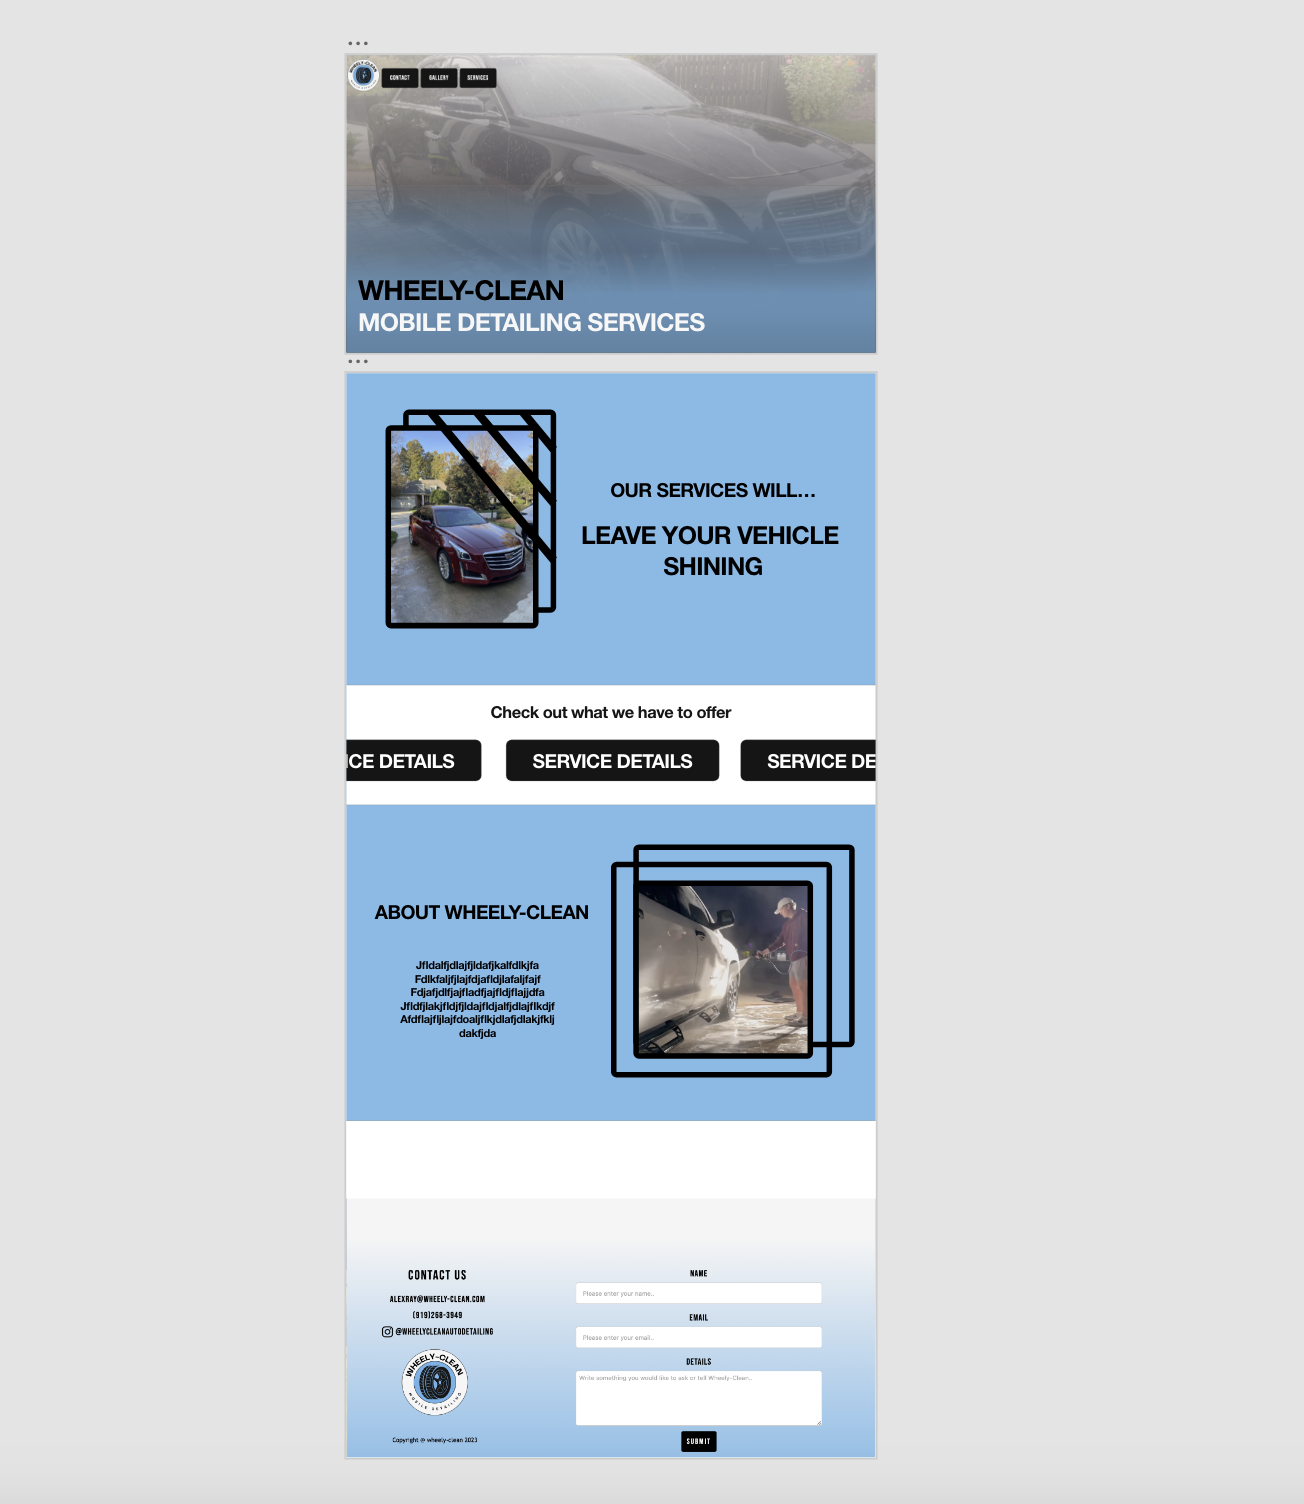 WHEELY-CLEAN
CONTACT
GALLERY
SERVICES
WHEELY-CLEAN
MOBILE DETAILING SERVICES
OUR SERVICES WILL...
LEAVE YOUR VEHICLE
SHINING
Check out what we have to offer
ICE DETAILS
SERVICE DETAILS
SERVICE DE
ABOUT WHEELY-CLEAN
Jfldalfjdlajfjldafjkalfdlkjfa
Fdlkfaljfjlajfdjafldjlafaljfajf
Fdjafjdlfjajfladfjajfldjflajjdfa
Jfldfjlakjfldjfjldajfldjalfjdlajflkdjf
Afdflajfljlajfdoaljflkjdlafjdlakjfklj
dakfjda
CONTACT US
ALEXRAY@WHEELY-CLEAN.COM
(919)268-3949
@WHEELYCLEANAUTODETAILING
WHEELY-CLEAN
MOBILE DETAILING
Copyright @ wheely-clean 2023
NAME
Please enter your name..
EMAIL
Please enter your email..
DETAILS
Write something you would like to ask or tell Wheely-Clean..
SUBMIT